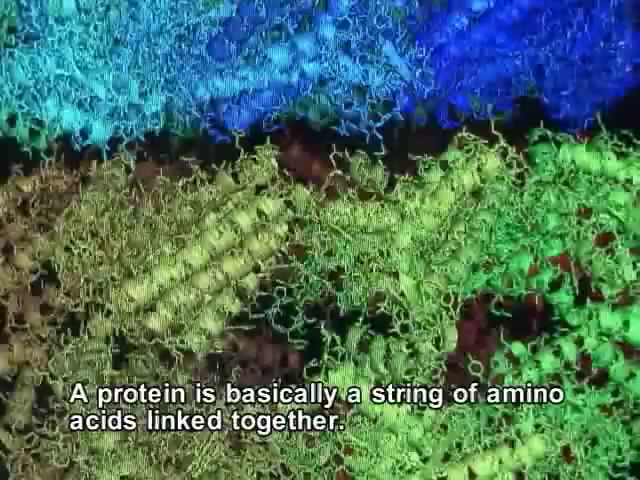 A protein is basically a string of amino
acids linked together.